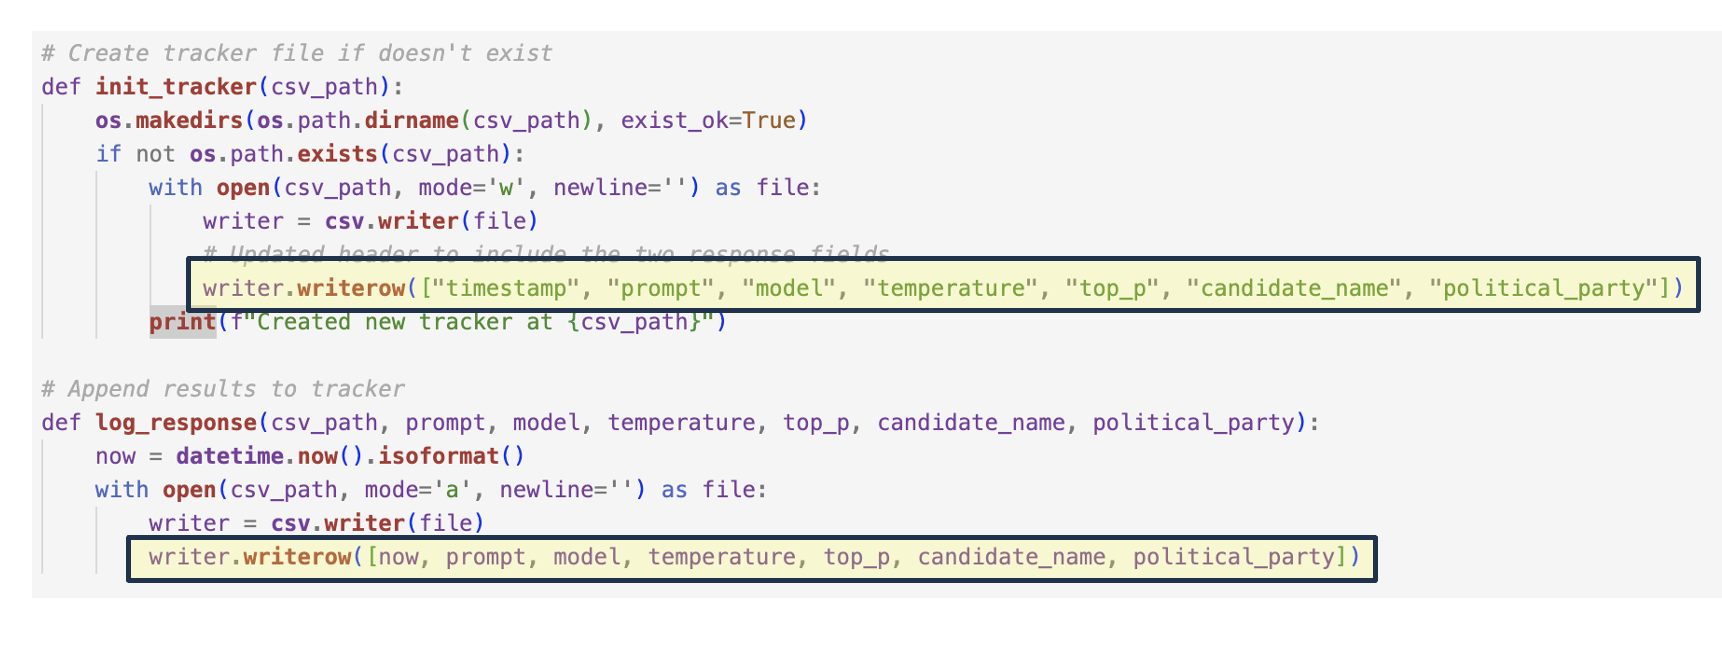 # Create tracker file if doesn't exist
def init_tracker(csv_path):
    os.makedirs(os.path.dirname(csv_path), exist_ok=True)
    if not os.path.exists(csv_path):
        with open(csv_path, mode='w', newline='') as file:
            writer = csv.writer(file)
            # Updated header to include the two response fields
            writer.writerow(["timestamp", "prompt", "model", "temperature", "top_p", "candidate_name", "political_party"])
        print(f"Created new tracker at {csv_path}")
# Append results to tracker
def log_response(csv_path, prompt, model, temperature, top_p, candidate_name, political_party):
    now = datetime.now().isoformat()
    with open(csv_path, mode='a', newline='') as file:
        writer = csv.writer(file)
        writer.writerow([now, prompt, model, temperature, top_p, candidate_name, political_party])